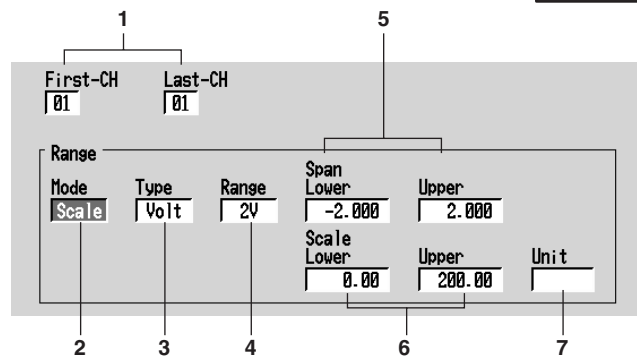 1 5
First-CH Last-CH
01 01
Range
Span
Mode Type Range Lower Upper
Scale Volt 2V -2.000 2.000
Scale
Lower Upper Unit
0.00 200.00
2 3 4 6 7